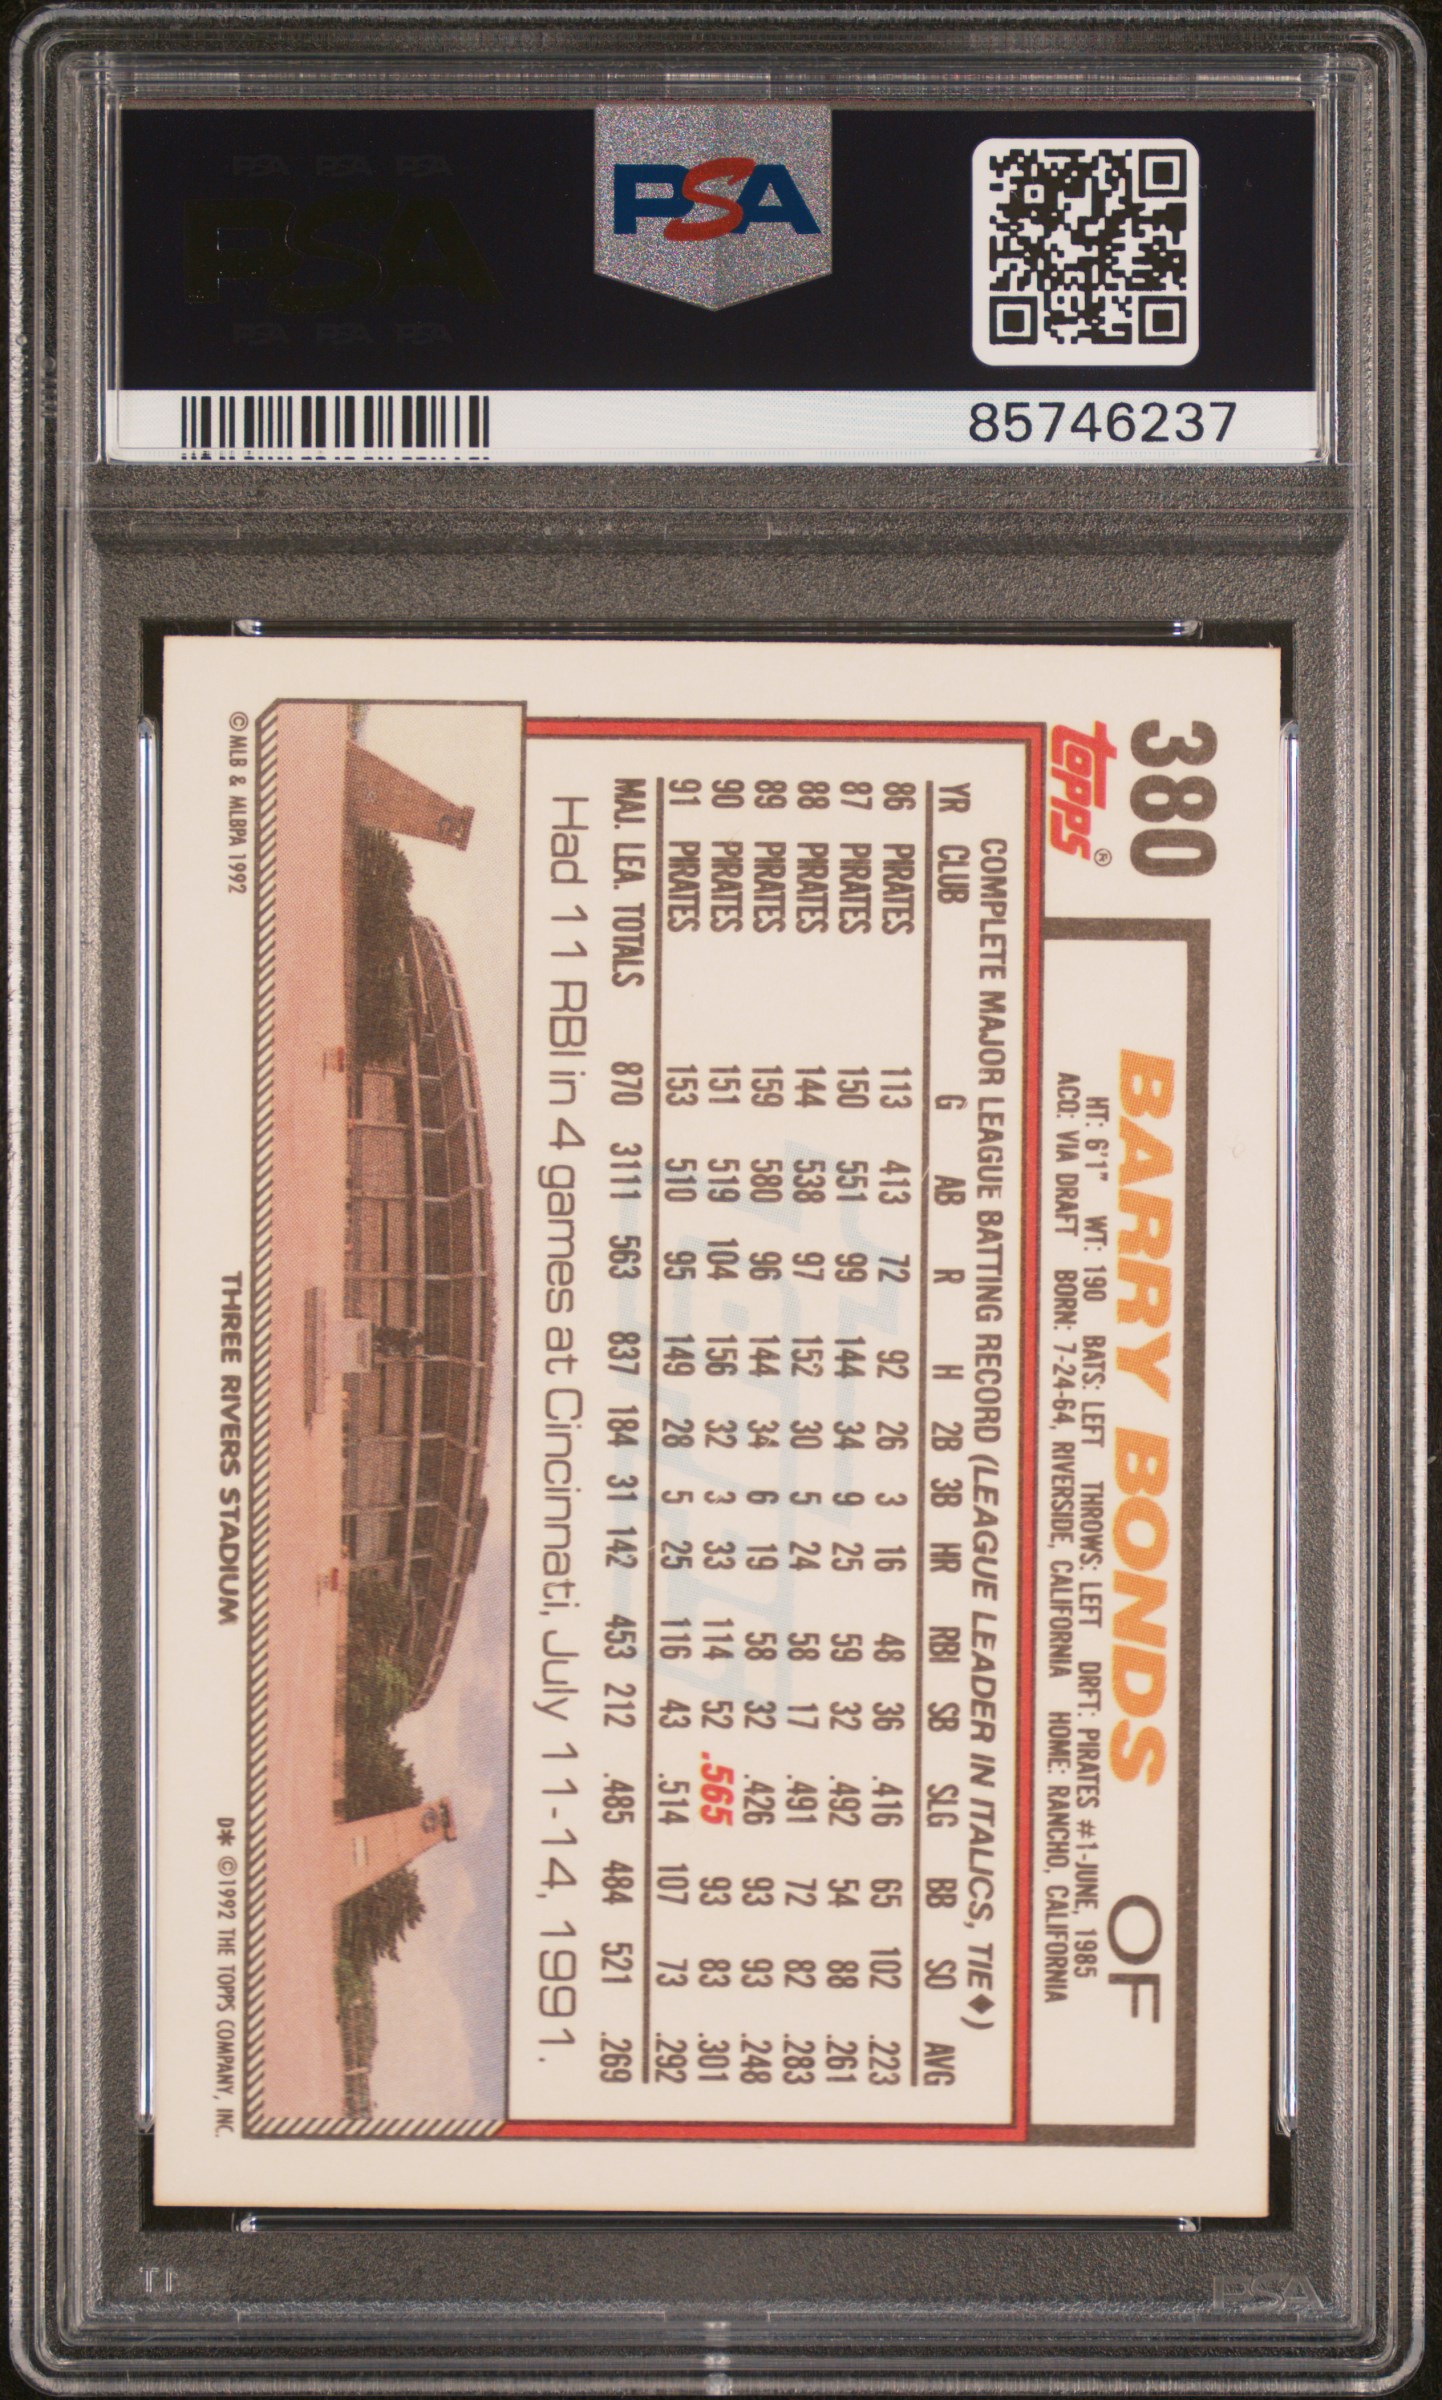 PSA PSA PSA
PSA
PSA PSA PSA
PSA
85746237
380
topps®
BARRY BONDS OF
HT: 6'1" WT: 190 BATS: LEFT THROWS: LEFT DRFT: PIRATES #1-JUNE, 1985
ACQ: VIA DRAFT BORN: 7-24-64, RIVERSIDE, CALIFORNIA HOME: RANCHO, CALIFORNIA
COMPLETE MAJOR LEAGUE BATTING RECORD (LEAGUE LEADER IN ITALICS, TIE◆)
YR CLUB G AB R H 2B 3B HR RBI SB SLG BB SO AVG
86 PIRATES 113 413 72 92 26 3 16 48 36 .416 65 102 .223
87 PIRATES 150 551 99 144 34 9 25 59 32 .492 54 88 .261
88 PIRATES 144 538 97 152 30 5 24 58 17 .491 72 82 .283
89 PIRATES 159 580 96 144 34 6 19 58 32 .426 93 93 .248
90 PIRATES 151 519 104 156 32 3 33 114 52 .565 93 83 .301
91 PIRATES 153 510 95 149 28 5 25 116 43 .514 107 73 .292
MAJ. LEA. TOTALS 870 3111 563 837 184 31 142 453 212 .485 484 521 .269
Had 11 RBI in 4 games at Cincinnati, July 11-14, 1991.
© MLB & MLBPA 1992
THREE RIVERS STADIUM
D* ©1992 THE TOPPS COMPANY, INC.
PSA